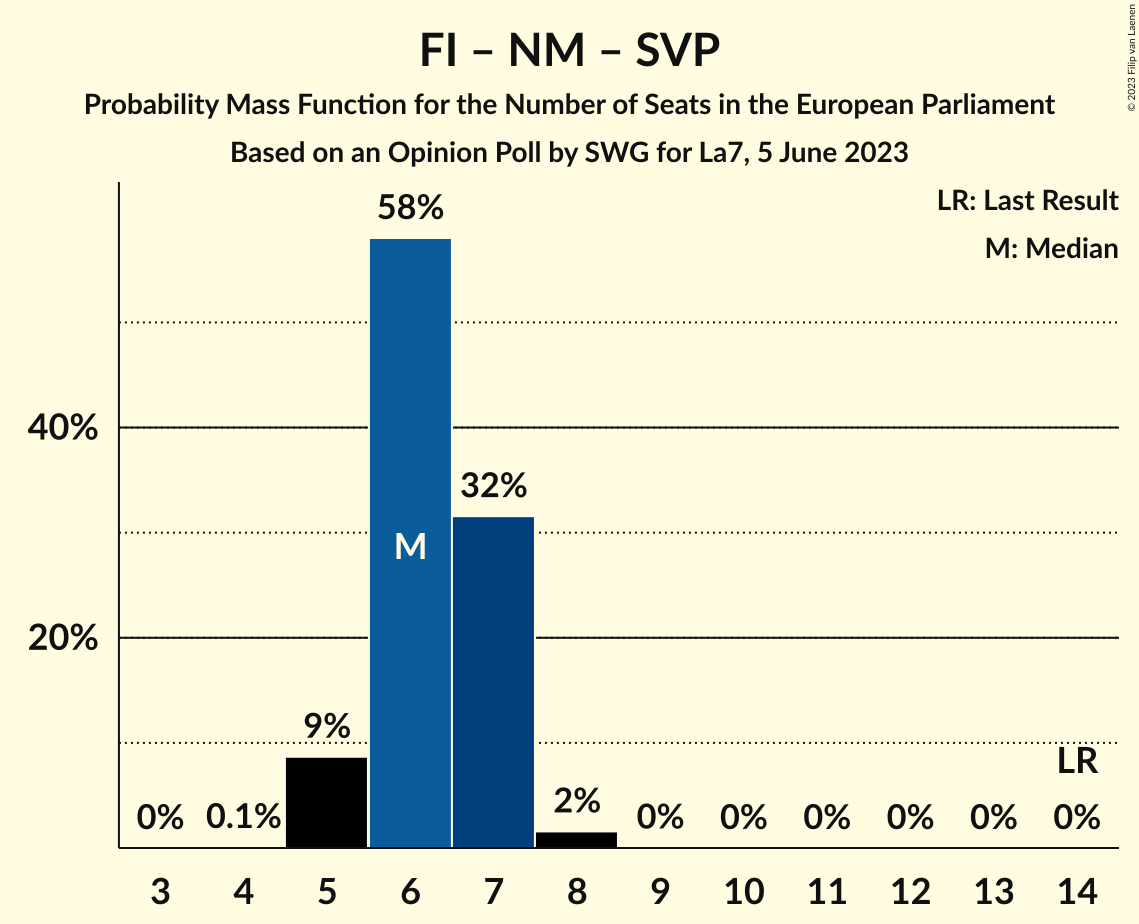 FI – NM – SVP
Probability Mass Function for the Number of Seats in the European Parliament
Based on an Opinion Poll by SWG for La7, 5 June 2023
© 2023 Filip van Laenen
LR: Last Result
M: Median
58%
40%
32%
M
20%
9%
LR
0% 0.1% 2% 0% 0% 0% 0% 0% 0%
3 4 5 6 7 8 9 10 11 12 13 14